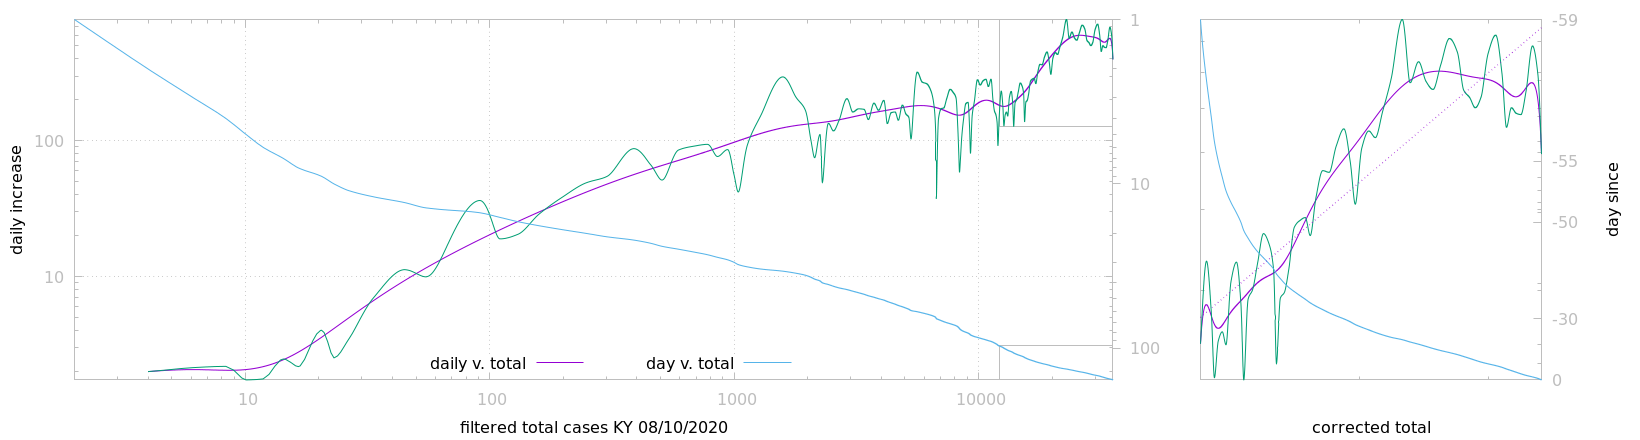 daily increase
100
10
daily v. total
day v. total
1
10
100
10
100
1000
10000
filtered total cases KY 08/10/2020
-59
-55
-50
-30
0
day since
corrected total